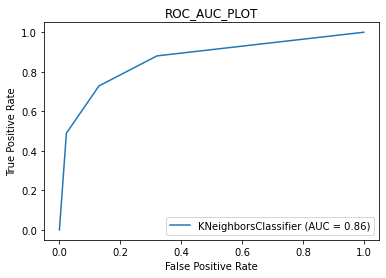 ROC_AUC_PLOT
1.0
0.8
0.6
0.4
0.2
0.0
True Positive Rate
KNeighborsClassifier (AUC = 0.86)
0.0 0.2 0.4 0.6 0.8 1.0
False Positive Rate